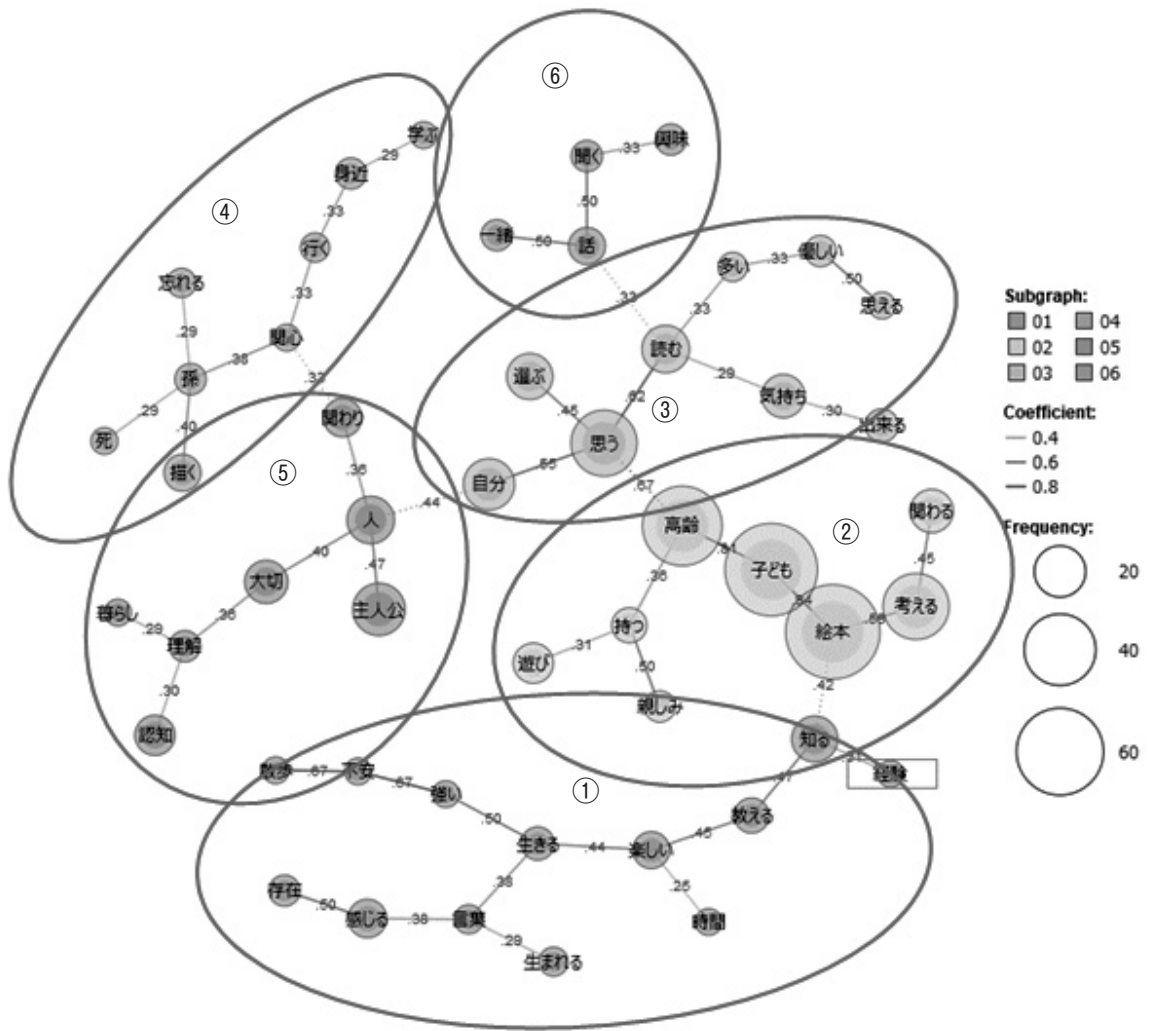 ⑥
学ぶ
.29
身近
.33
行く
.33
関心
④
忘れる
.29
.38
孫
.29
.40
死
描く
聞く
.33
興味
.50
一緒
.50
話
.33
多い
.33
優しい
.50
思える
.33
読む
.29
気持ち
.30
出来る
選ぶ
.45
.62
③
思う
.55
自分
.67
関わり
.36
⑤
人
.44
.40
.47
大切
主人公
暮らし
.29
理解
.30
認知
高齢
②
関わる
.45
子ども
考える
絵本
.36
持つ
.31
遊び
.50
親しみ
.42
知る
経験
.47
散歩
.67
不安
.67
強い
①
教える
.50
生きる
.44
楽しい
.45
.38
.25
時間
存在
.50
感じる
.38
言葉
.29
生まれる
Subgraph:
01 04
02 05
03 06
Coefficient:
0.4
0.6
0.8
Frequency:
20
40
60